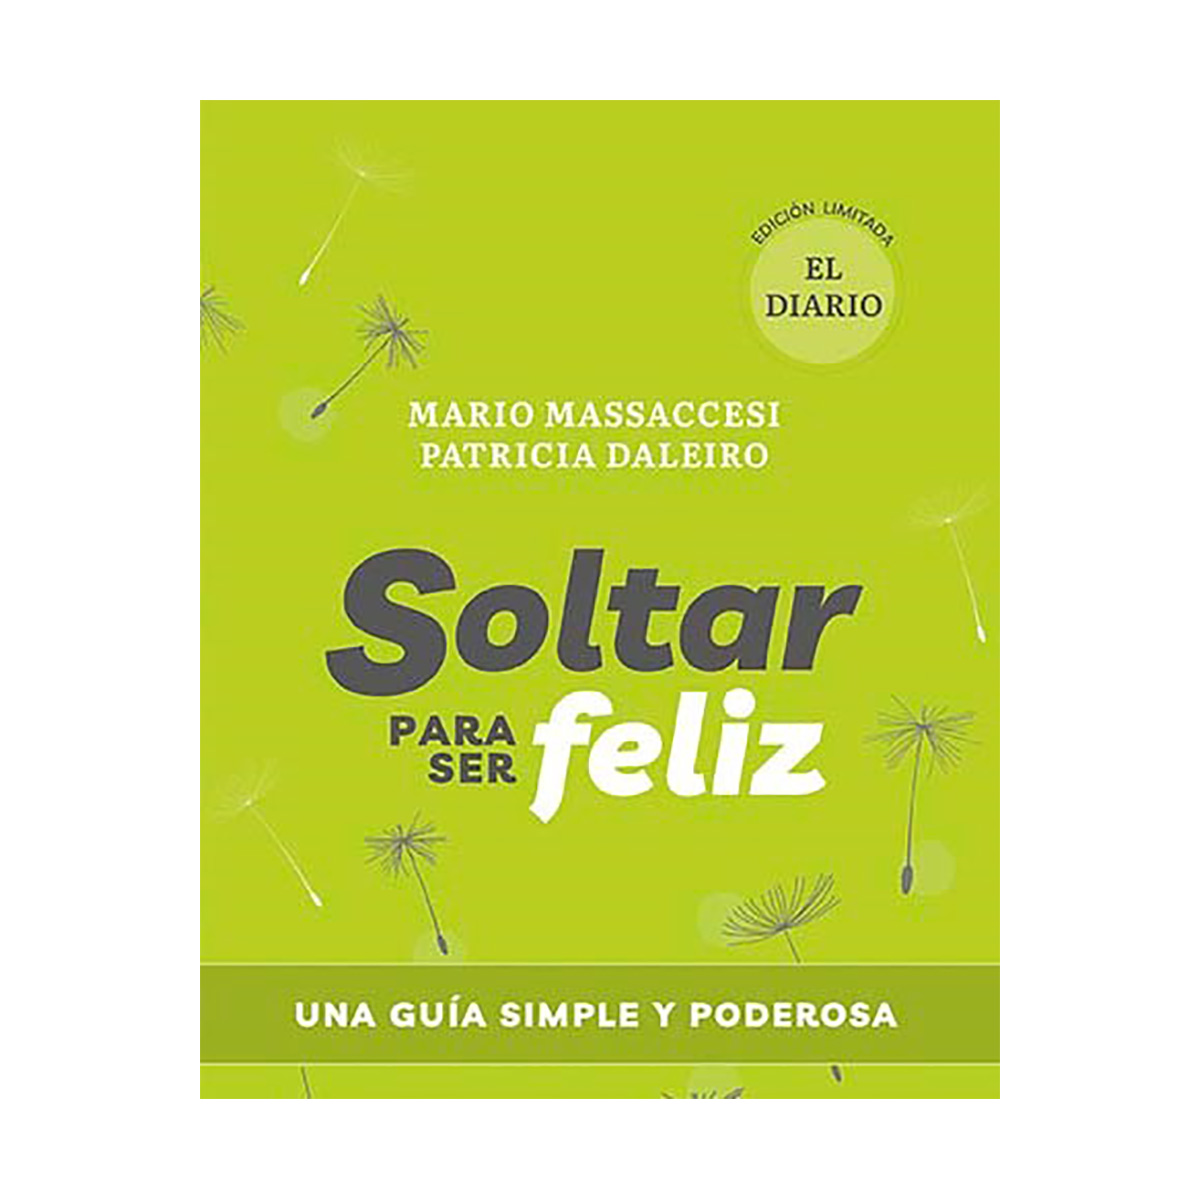 EDICIÓN LIMITADA
EL
DIARIO
MARIO MASSACCESI
PATRICIA DALEIRO
Soltar
PARA
SER
feliz
UNA GUÍA SIMPLE Y PODEROSA